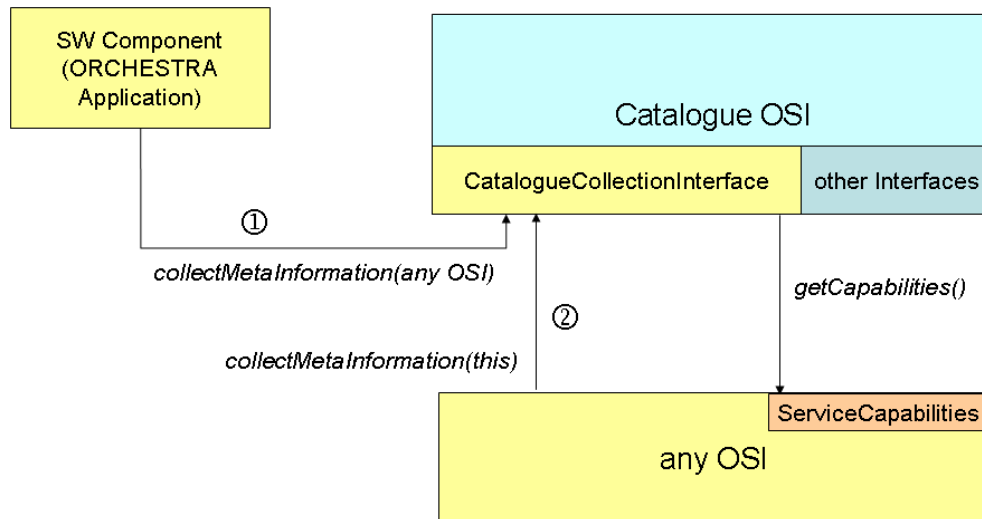 SW Component
(ORCHESTRA
Application)
Catalogue OSI
CatalogueCollectionInterface
other Interfaces
①
collectMetaInformation(any OSI)
getCapabilities()
②
collectMetaInformation(this)
ServiceCapabilities
any OSI